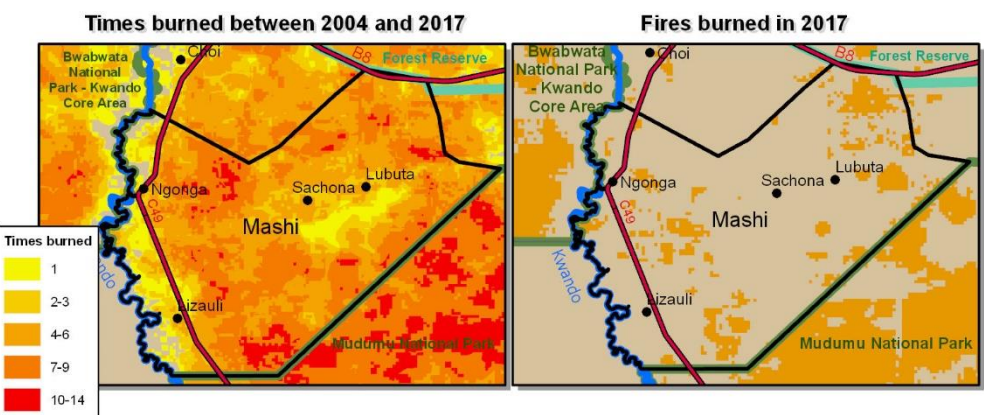 Times burned between 2004 and 2017
Bwabwata
National
Park - Kwando
Core Area
Choi
B8
Forest Reserve
Lubuta
Ngonga
Sachona
C49
Mashi
Kwando
Lizauli
Mudumu National Park
Times burned
1
2-3
4-6
7-9
10-14
Fires burned in 2017
Bwabwata
National Park
- Kwando
Core Area
Choi
B8
Forest Reserve
Lubuta
Ngonga
Sachona
C49
Mashi
Kwando
Lizauli
Mudumu National Park